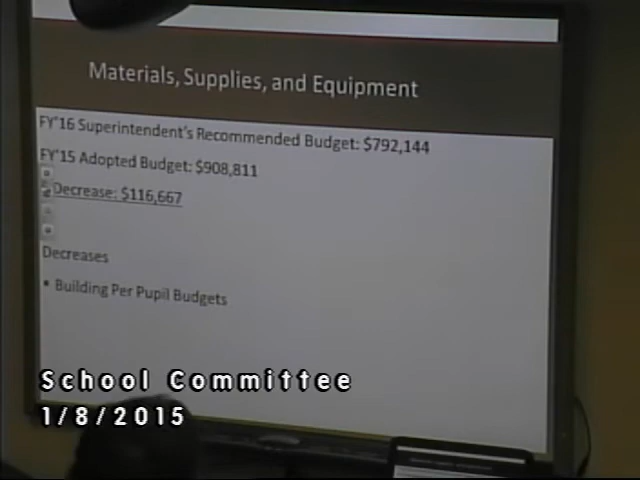 Materials, Supplies, and Equipment
FY'16 Superintendent's Recommended Budget: $792,144
FY'15 Adopted Budget: $908,811
Decrease: $116,667
Decreases
• Building Per Pupil Budgets
School Committee
1/8/2015